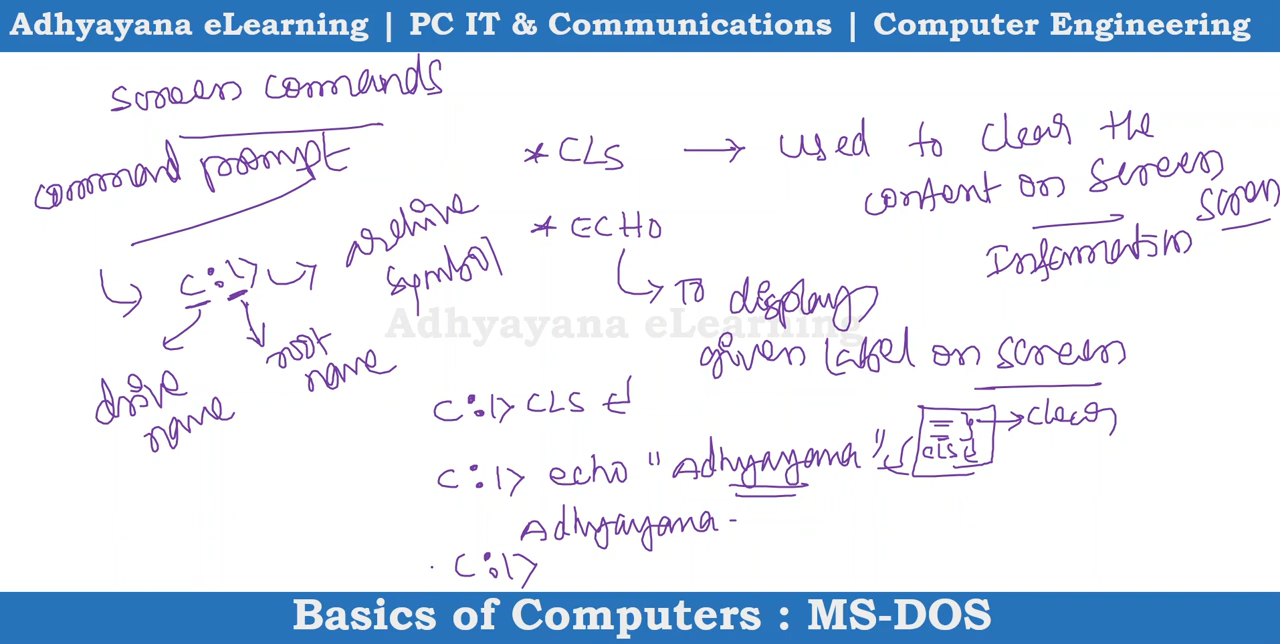 Adhyayana eLearning | PC IT & Communications | Computer Engineering
screen commands
command prompt
C:\>
archive
symbol
drive
name
root
name
* CLS → used to clear the
content on screen
screen
Information
* ECHO
To display
given Label on screen
Adhyayana eLearning
C:\> CLS
clear
CLS
C:\> echo "Adhyayana"
Adhyayana
C:\>
Basics of Computers : MS-DOS